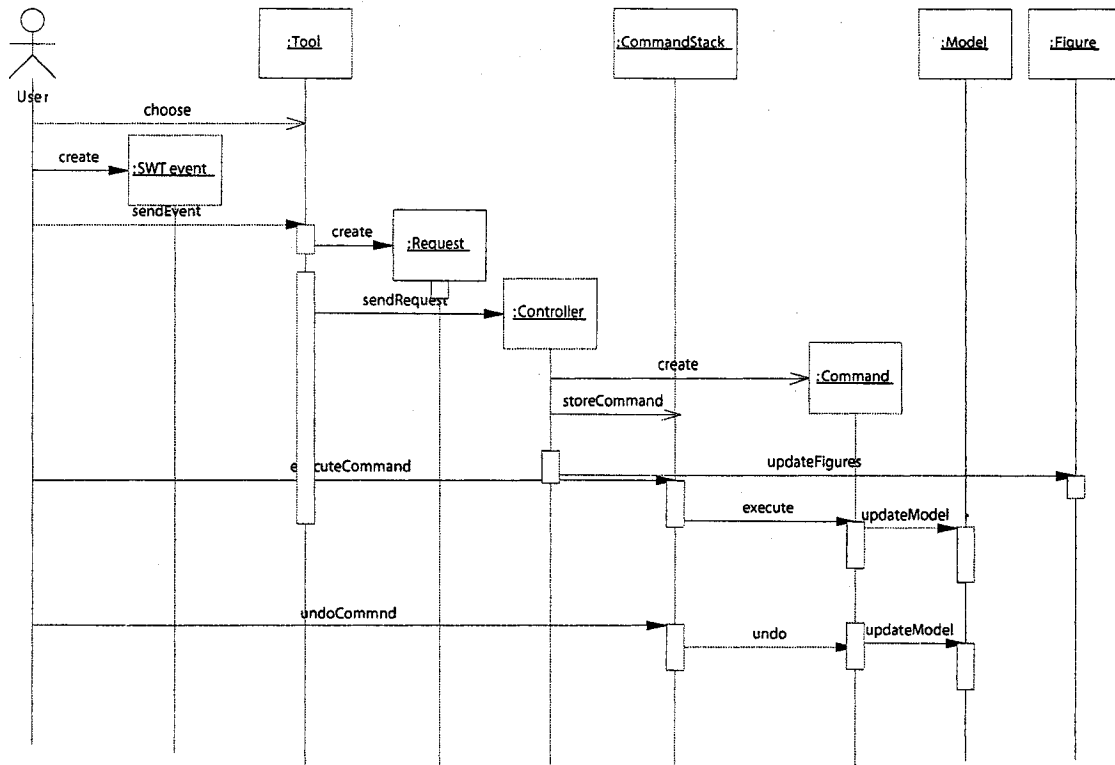 :Tool
:CommandStack
:Model
:Figure
User
choose
create
:SWT event
sendEvent
create
:Request
sendRequest
:Controller
create
:Command
storeCommand
executeCommand
updateFigures
execute
updateModel
undoCommnd
undo
updateModel